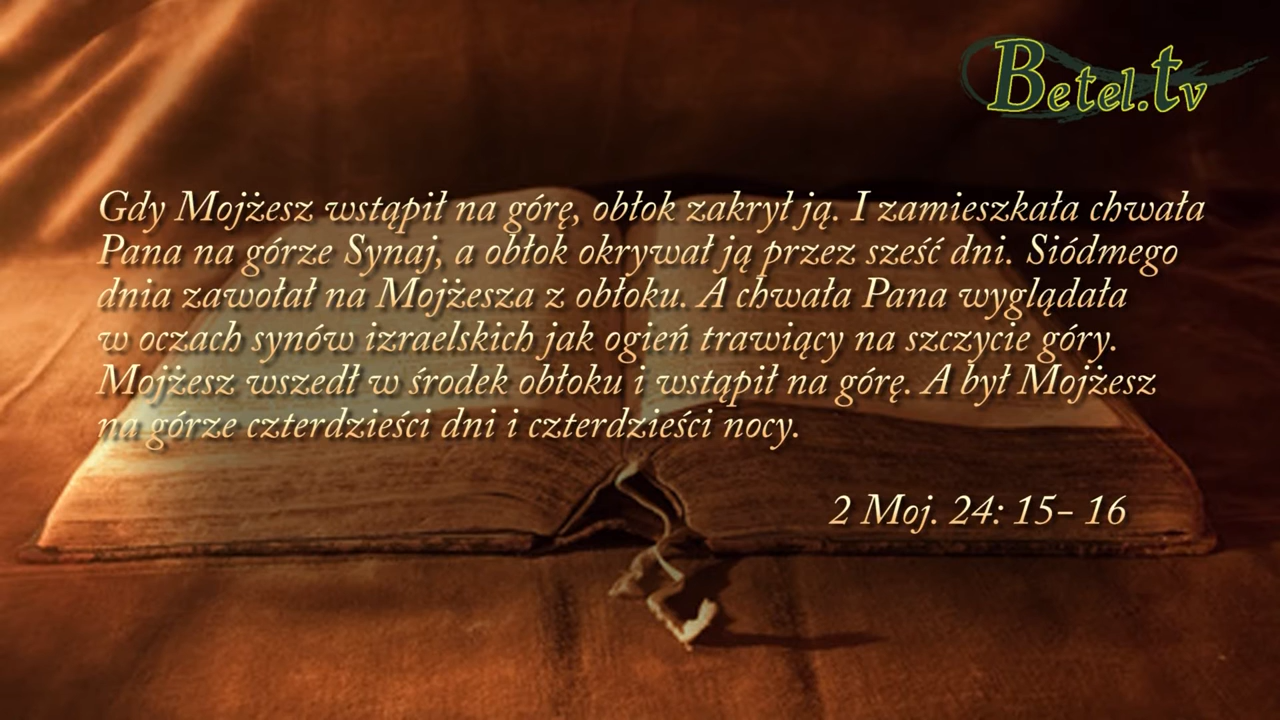 Betel.tv
Gdy Mojżesz wstąpił na górę, obłok zakrył ją. I zamieszkała chwała
Pana na górze Synaj, a obłok okrywał ją przez sześć dni. Siódmego
dnia zawołał na Mojżesza z obłoku. A chwała Pana wyglądała
w oczach synów izraelskich jak ogień trawiący na szczycie góry.
Mojżesz wszedł w środek obłoku i wstąpił na górę. A był Mojżesz
na górze czterdzieści dni i czterdzieści nocy.
2 Moj. 24: 15- 16